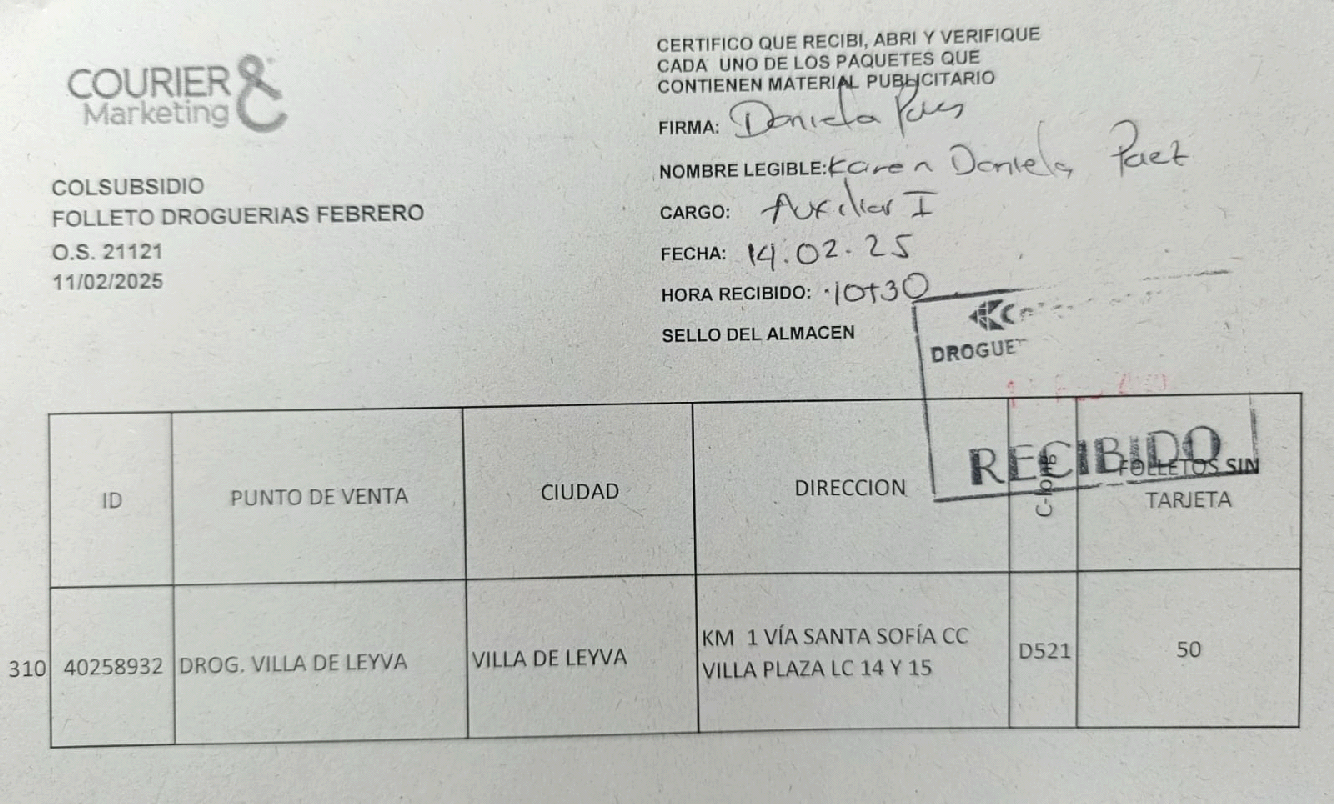 COURIER &
Marketing
COLSUBSIDIO
FOLLETO DROGUERIAS FEBRERO
O.S. 21121
11/02/2025
CERTIFICO QUE RECIBI, ABRI Y VERIFIQUE
CADA UNO DE LOS PAQUETES QUE
CONTIENEN MATERIAL PUBLICITARIO
FIRMA: Daniela
NOMBRE LEGIBLE: Karen Daniela Paez
CARGO: Auxiliar I
FECHA: 14.02.25
HORA RECIBIDO: 10+30
SELLO DEL ALMACEN
DROGUE
RECIBIDO
ID
PUNTO DE VENTA
CIUDAD
DIRECCION
FOLLETOS SIN
TARJETA
310 40258932 DROG. VILLA DE LEYVA VILLA DE LEYVA KM 1 VÍA SANTA SOFÍA CC D521 50
VILLA PLAZA LC 14 Y 15